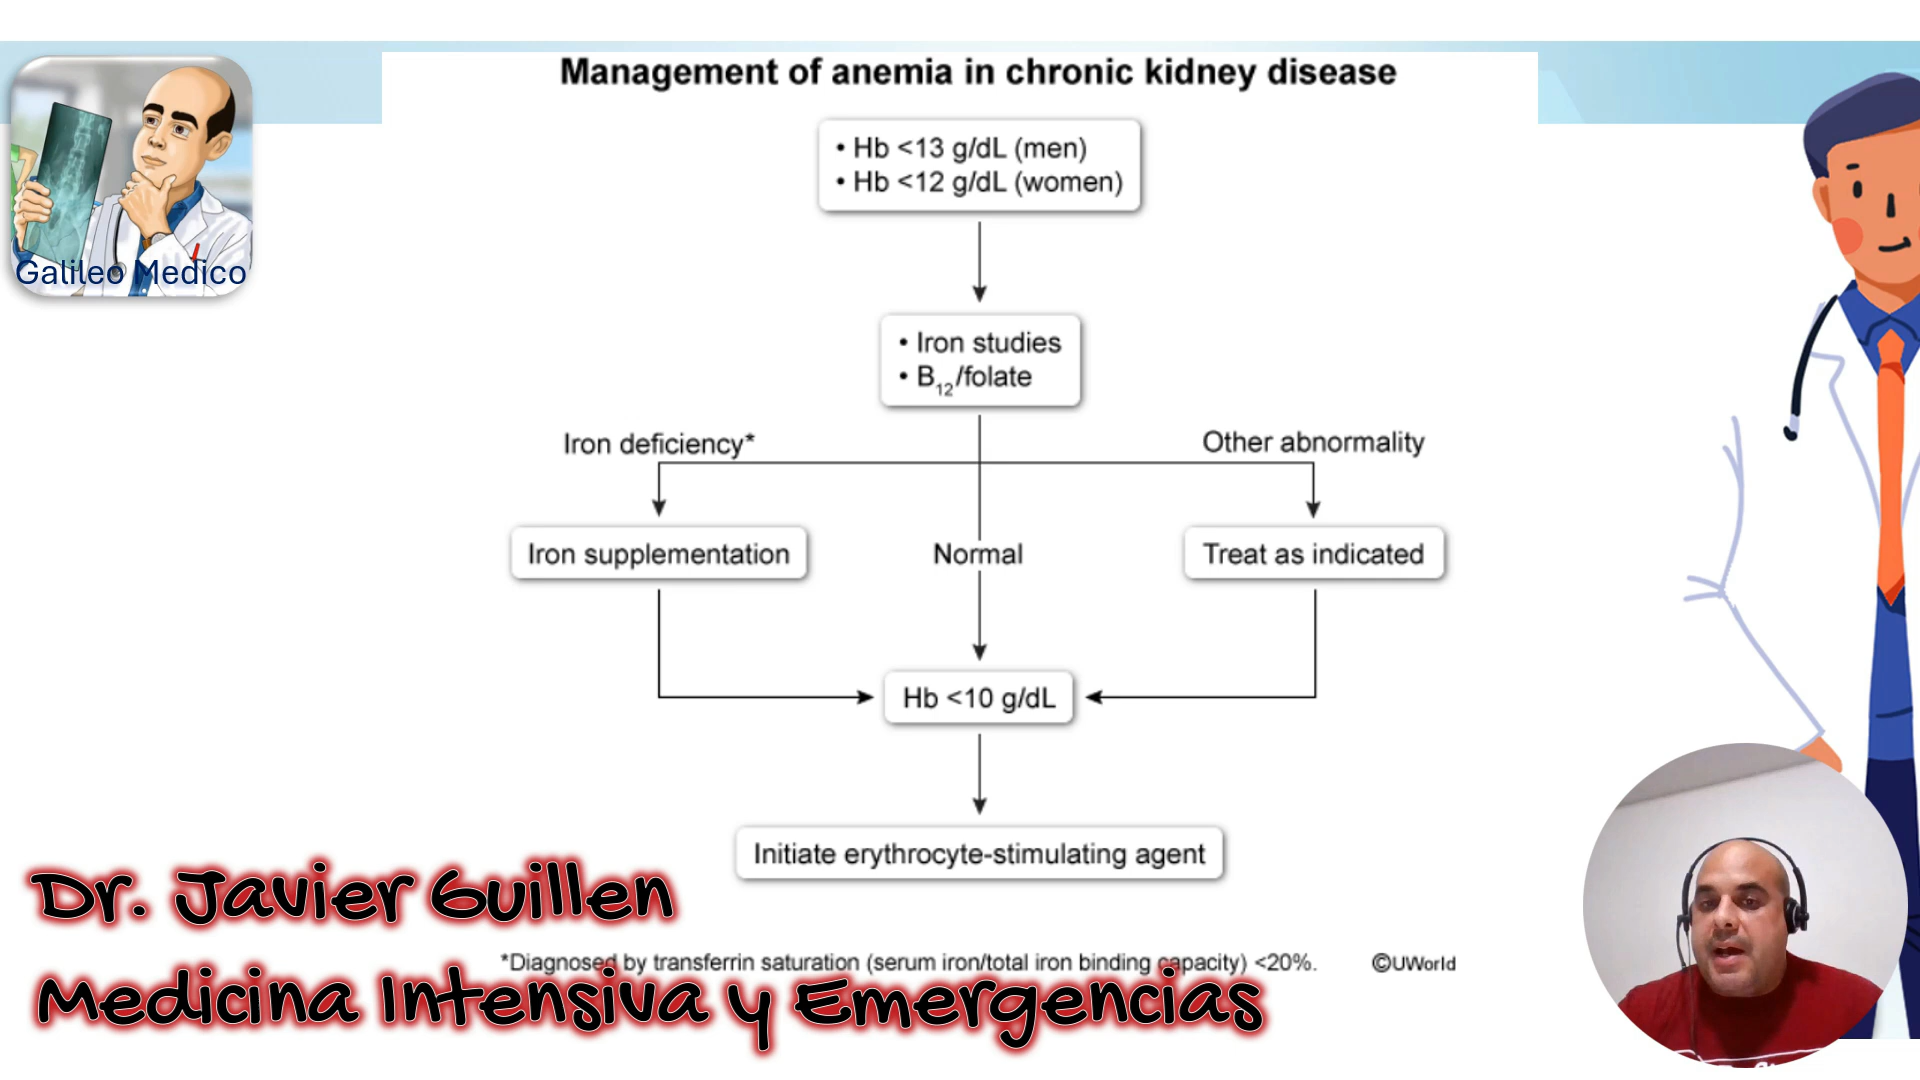 Management of anemia in chronic kidney disease
• Hb <13 g/dL (men)
• Hb <12 g/dL (women)
Galileo Medico
• Iron studies
• B12/folate
Iron deficiency*
Other abnormality
Iron supplementation
Normal
Treat as indicated
Hb <10 g/dL
Initiate erythrocyte-stimulating agent
Dr. Javier Guillen
*Diagnosed by transferrin saturation (serum iron/total iron binding capacity) <20%.
©UWorld
Medicina Intensiva y Emergencias